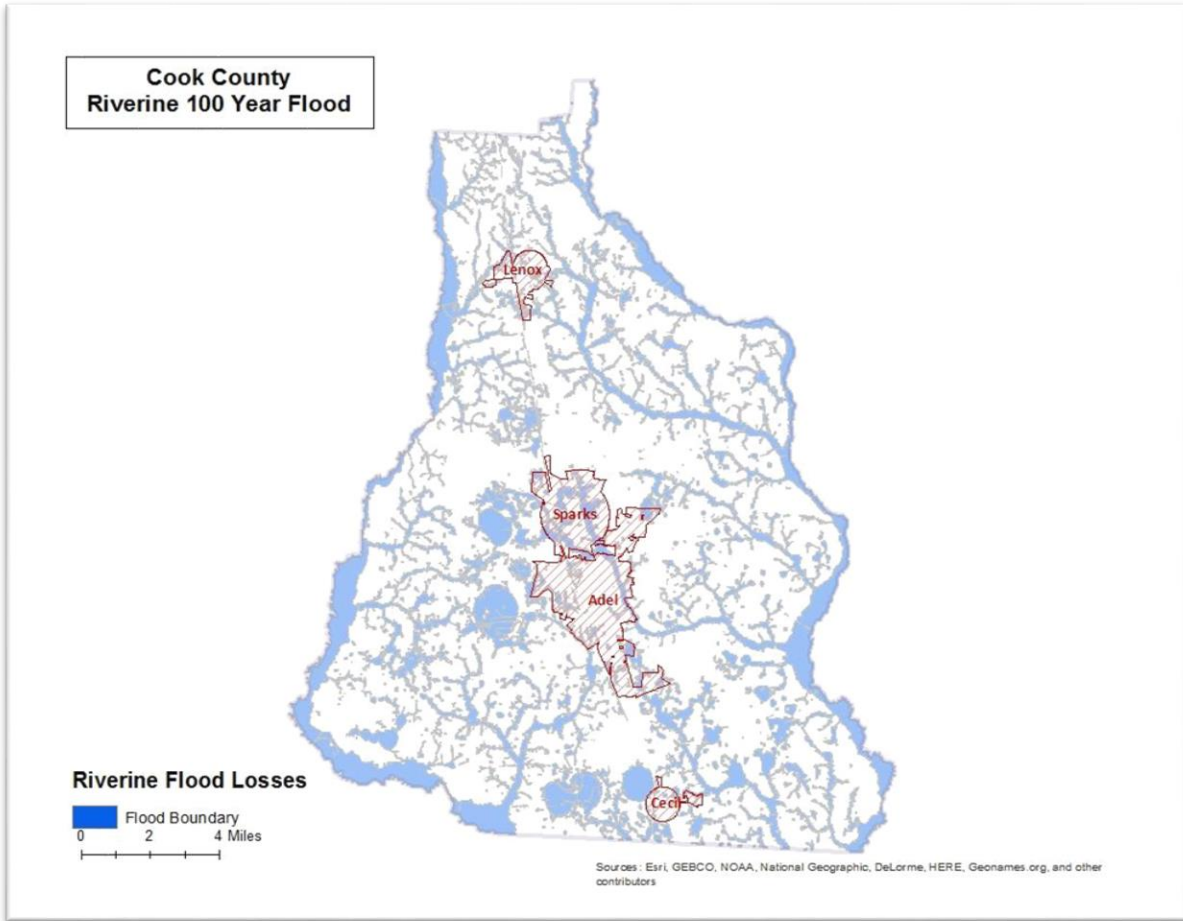 Cook County
Riverine 100 Year Flood
Lenox
Sparks
Adel
Cecil
Riverine Flood Losses
Flood Boundary
0 2 4 Miles
Sources: Esri, GEBCO, NOAA, National Geographic, DeLorme, HERE, Geonames.org, and other
contributors